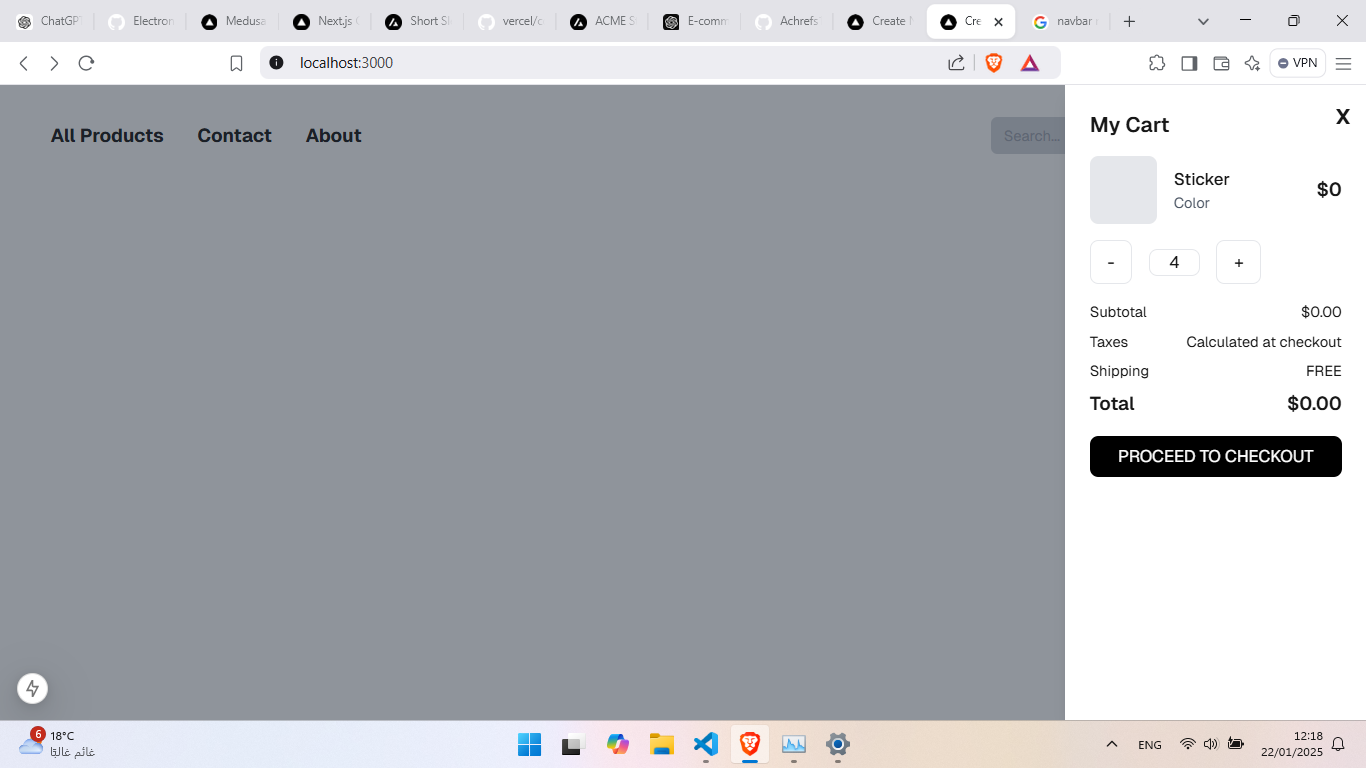 ChatGP
Electron
Medusa
Next.js
Short Sl
vercel/c
ACME S
E-comm
Achrefs
Create
Cre
navbar
localhost:3000
VPN
All Products
Contact
About
Search...
My Cart
X
Sticker
Color
$0
-
4
+
Subtotal
$0.00
Taxes
Calculated at checkout
Shipping
FREE
Total
$0.00
PROCEED TO CHECKOUT
6
18°C
غائم غالبًا
ENG
12:18
22/01/2025